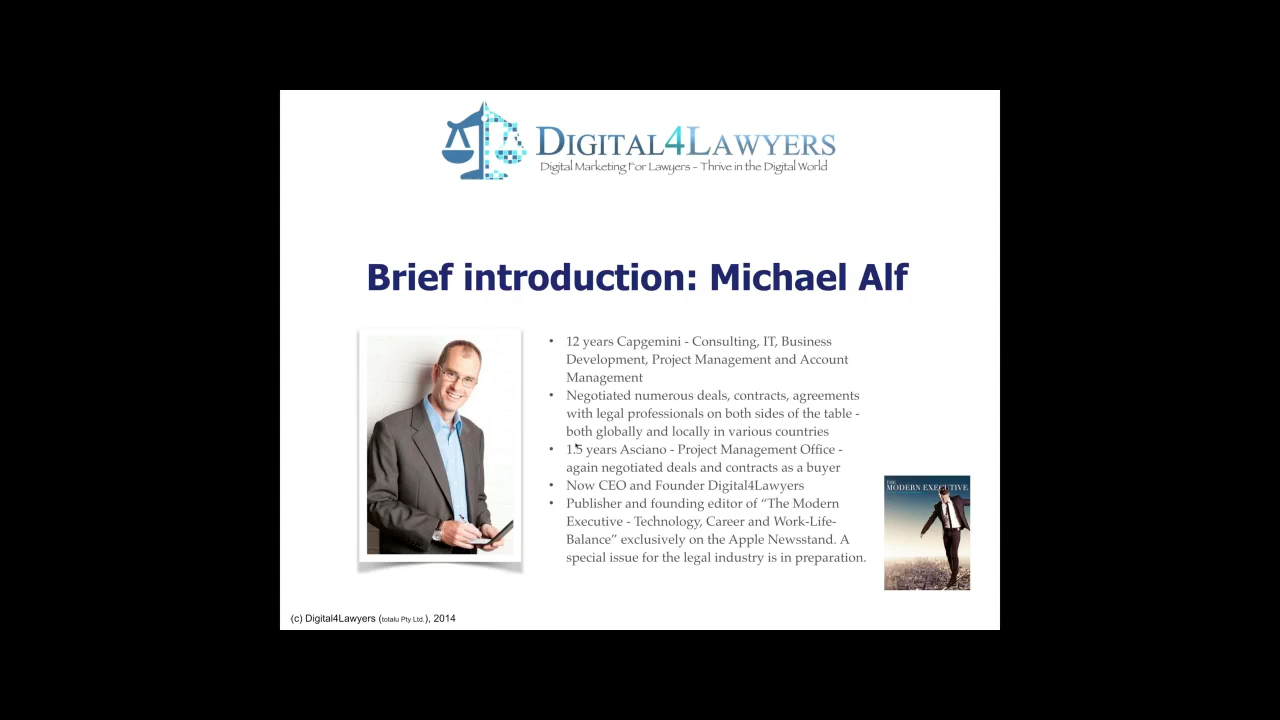 DIGITAL4LAWYERS
Digital Marketing For Lawyers - Thrive in the Digital World
Brief introduction: Michael Alf
• 12 years Capgemini - Consulting, IT, Business
Development, Project Management and Account
Management
• Negotiated numerous deals, contracts, agreements
with legal professionals on both sides of the table -
both globally and locally in various countries
• 1.5 years Asciano - Project Management Office -
again negotiated deals and contracts as a buyer
• Now CEO and Founder Digital4Lawyers
• Publisher and founding editor of “The Modern
Executive - Technology, Career and Work-Life-
Balance” exclusively on the Apple Newsstand. A
special issue for the legal industry is in preparation.
THE
MODERN EXECUTIVE
(c) Digital4Lawyers (totalu Pty Ltd.), 2014